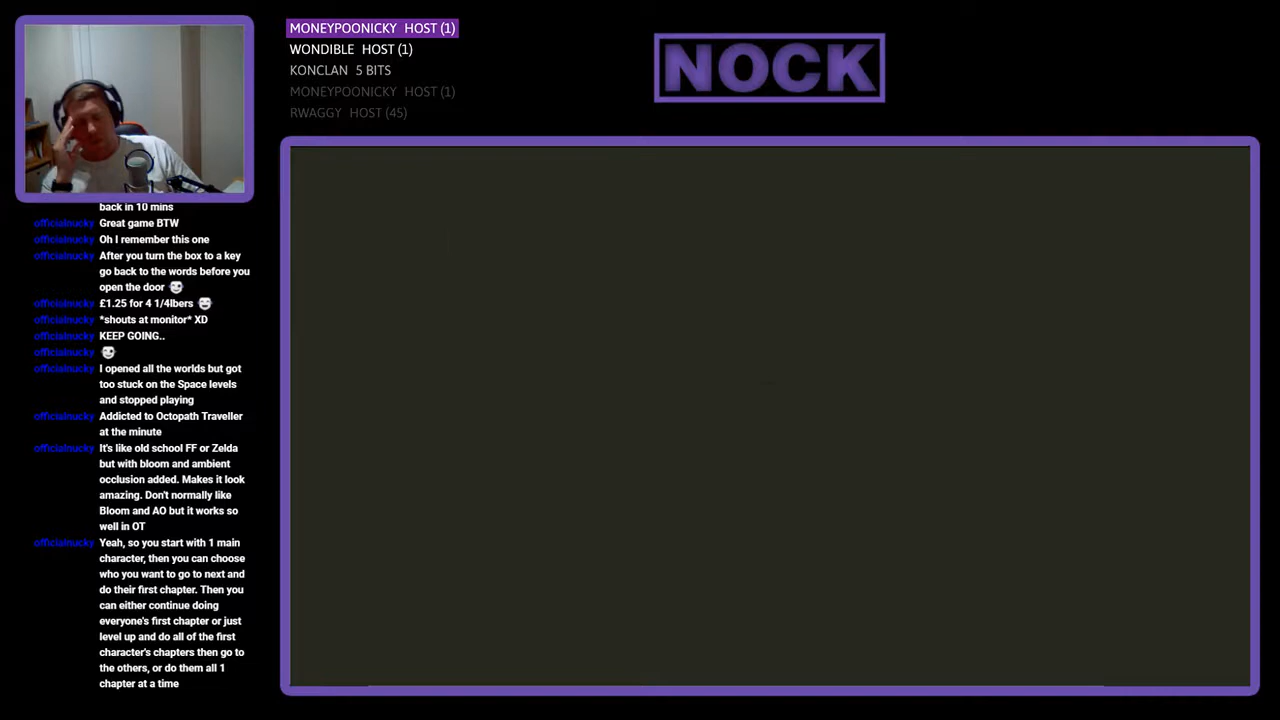 MONEYPOONICKY HOST (1)
WONDIBLE HOST (1)
KONCLAN 5 BITS
MONEYPOONICKY HOST (1)
RWAGGY HOST (45)
NOCK
back in 10 mins
officialnucky Great game BTW
officialnucky Oh I remember this one
officialnucky After you turn the box to a key
go back to the words before you
open the door
officialnucky £1.25 for 4 1/4lbers
officialnucky *shouts at monitor* XD
officialnucky KEEP GOING..
officialnucky
officialnucky I opened all the worlds but got
too stuck on the Space levels
and stopped playing
officialnucky Addicted to Octopath Traveller
at the minute
officialnucky It's like old school FF or Zelda
but with bloom and ambient
occlusion added. Makes it look
amazing. Don't normally like
Bloom and AO but it works so
well in OT
officialnucky Yeah, so you start with 1 main
character, then you can choose
who you want to go to next and
do their first chapter. Then you
can either continue doing
everyone's first chapter or just
level up and do all of the first
character's chapters then go to
the others, or do them all 1
chapter at a time